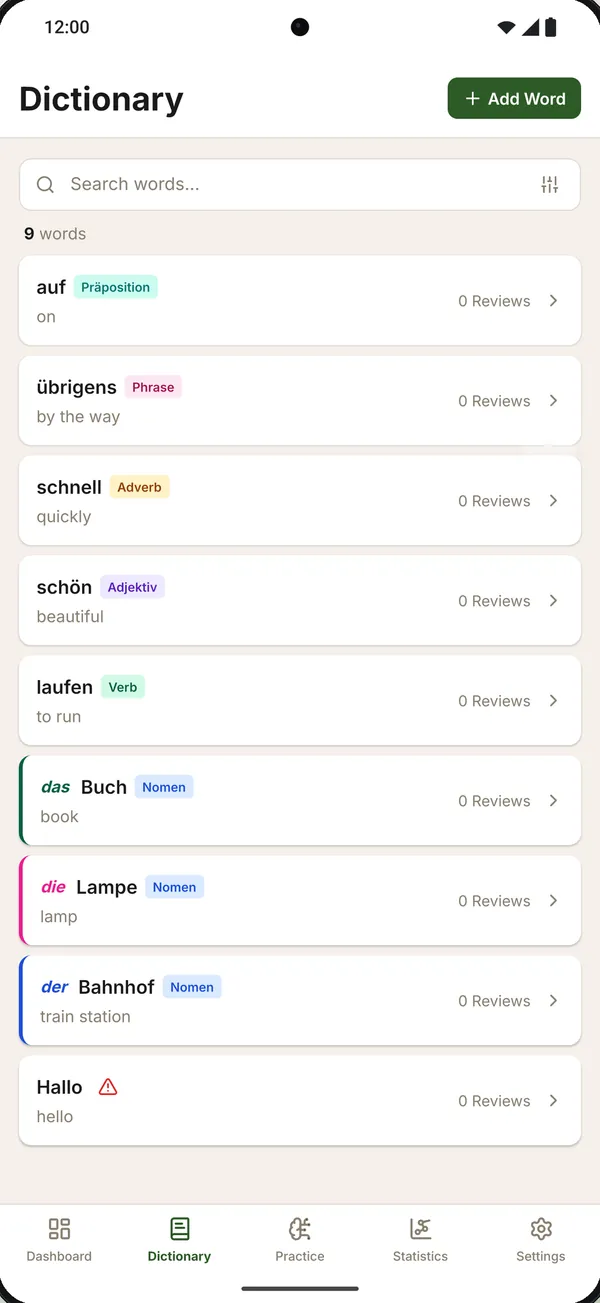 12:00
Dictionary
+ Add Word
Search words...
9 words
auf Präposition
on
0 Reviews
übrigens Phrase
by the way
0 Reviews
schnell Adverb
quickly
0 Reviews
schön Adjektiv
beautiful
0 Reviews
laufen Verb
to run
0 Reviews
das Buch Nomen
book
0 Reviews
die Lampe Nomen
lamp
0 Reviews
der Bahnhof Nomen
train station
0 Reviews
Hallo
hello
0 Reviews
Dashboard
Dictionary
Practice
Statistics
Settings